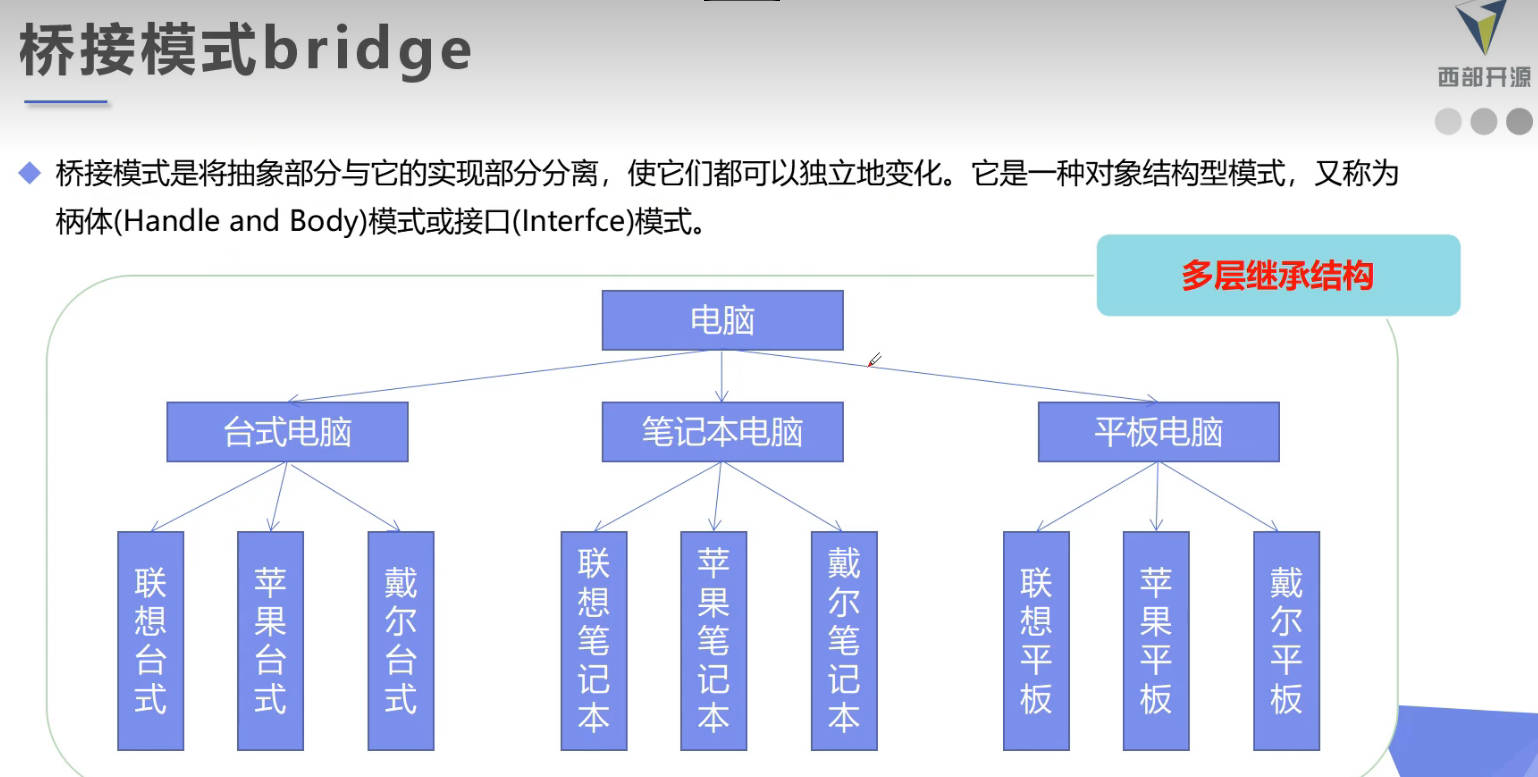 桥接模式bridge
西部开源
桥接模式是将抽象部分与它的实现部分分离，使它们都可以独立地变化。它是一种对象结构型模式，又称为
柄体(Handle and Body)模式或接口(Interfce)模式。
多层继承结构
电脑
台式电脑
笔记本电脑
平板电脑
联想台式
苹果台式
戴尔台式
联想笔记本
苹果笔记本
戴尔笔记本
联想平板
苹果平板
戴尔平板